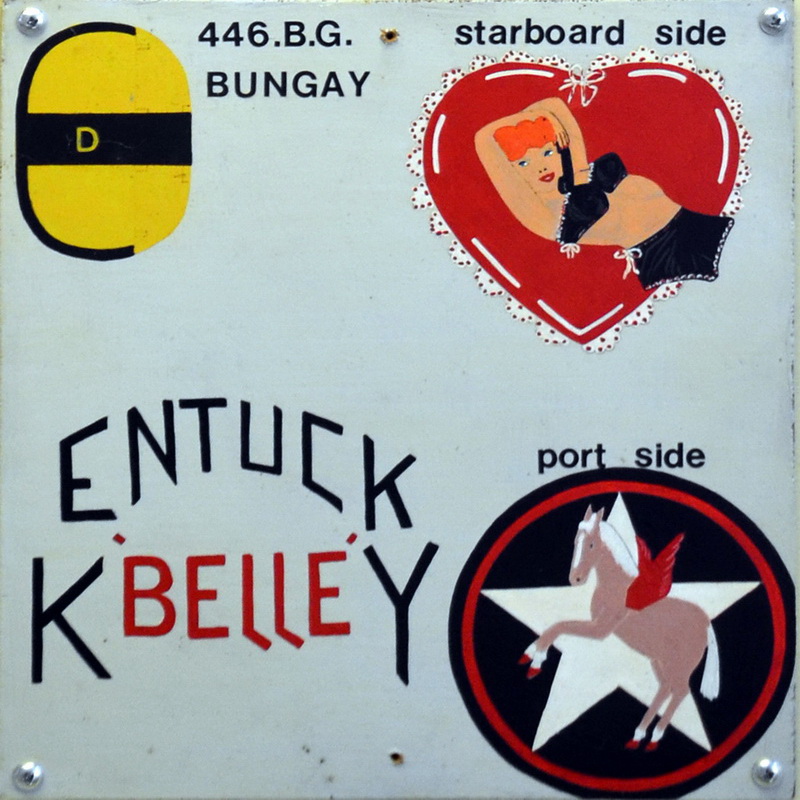 446.B.G.
BUNGAY
starboard side
D
ENTUCK
K'BELLE'Y
port side